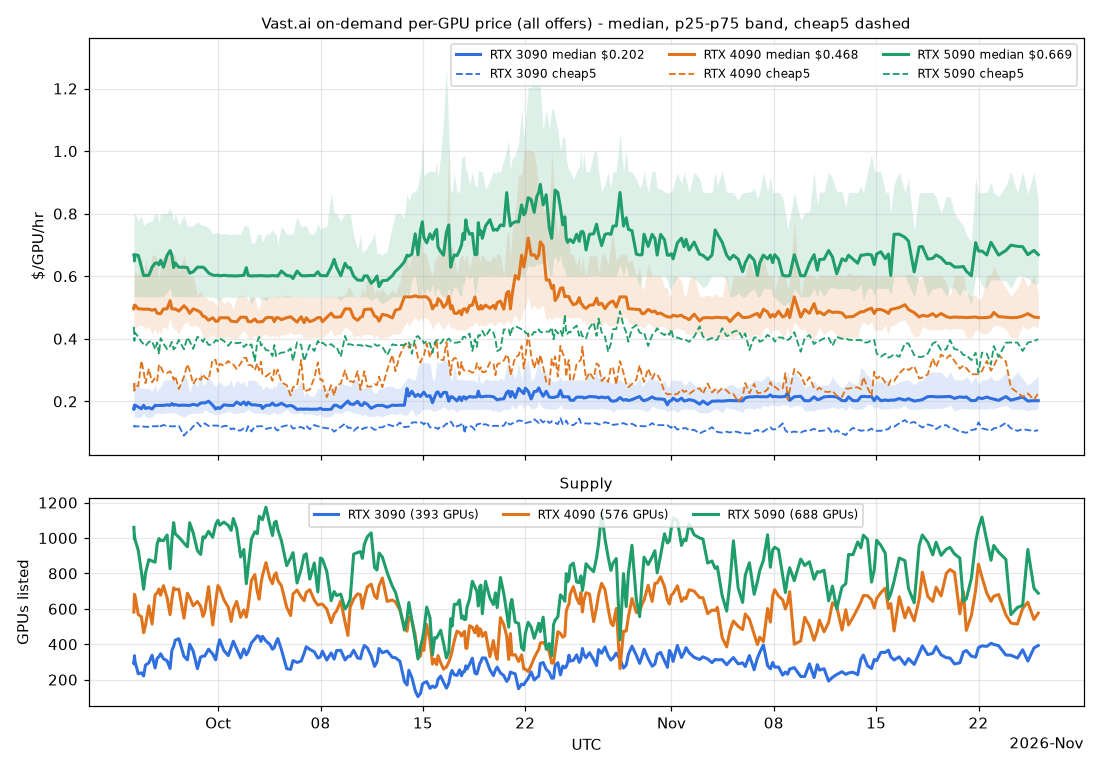 Vast.ai on-demand per-GPU price (all offers) - median, p25-p75 band, cheap5 dashed
RTX 3090 median $0.202 RTX 4090 median $0.468 RTX 5090 median $0.669
RTX 3090 cheap5 RTX 4090 cheap5 RTX 5090 cheap5
1.2
1.0
0.8
0.6
0.4
0.2
$/GPU/hr
Supply
RTX 3090 (393 GPUs) RTX 4090 (576 GPUs) RTX 5090 (688 GPUs)
1200
1000
800
600
400
200
GPUs listed
Oct 08 15 22 Nov 08 15 22
UTC
2026-Nov